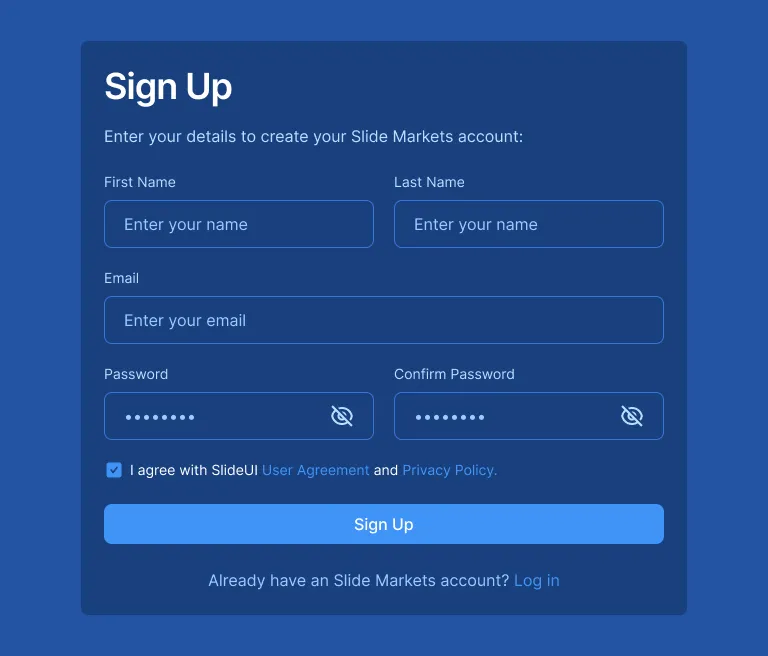 Sign Up
Enter your details to create your Slide Markets account:
First Name
Last Name
Enter your name
Enter your name
Email
Enter your email
Password
Confirm Password
••••••••
••••••••
I agree with SlideUI User Agreement and Privacy Policy.
Sign Up
Already have an Slide Markets account? Log in